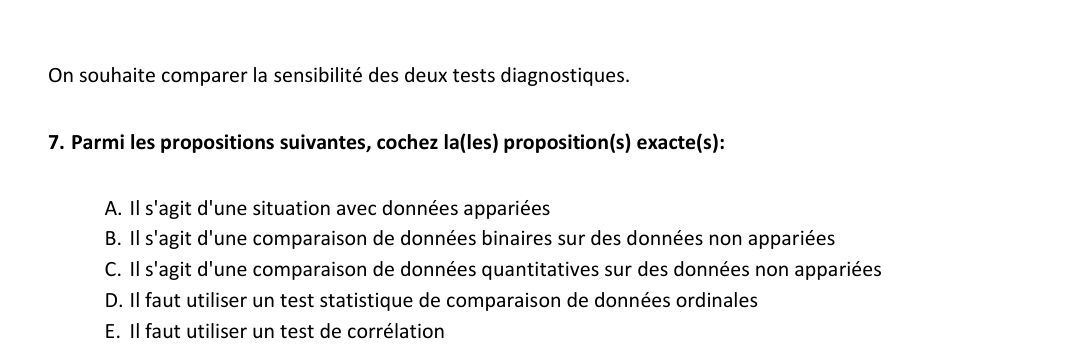 On souhaite comparer la sensibilité des deux tests diagnostiques.
7. Parmi les propositions suivantes, cochez la(les) proposition(s) exacte(s):
A. Il s'agit d'une situation avec données appariées
B. Il s'agit d'une comparaison de données binaires sur des données non appariées
C. Il s'agit d'une comparaison de données quantitatives sur des données non appariées
D. Il faut utiliser un test statistique de comparaison de données ordinales
E. Il faut utiliser un test de corrélation